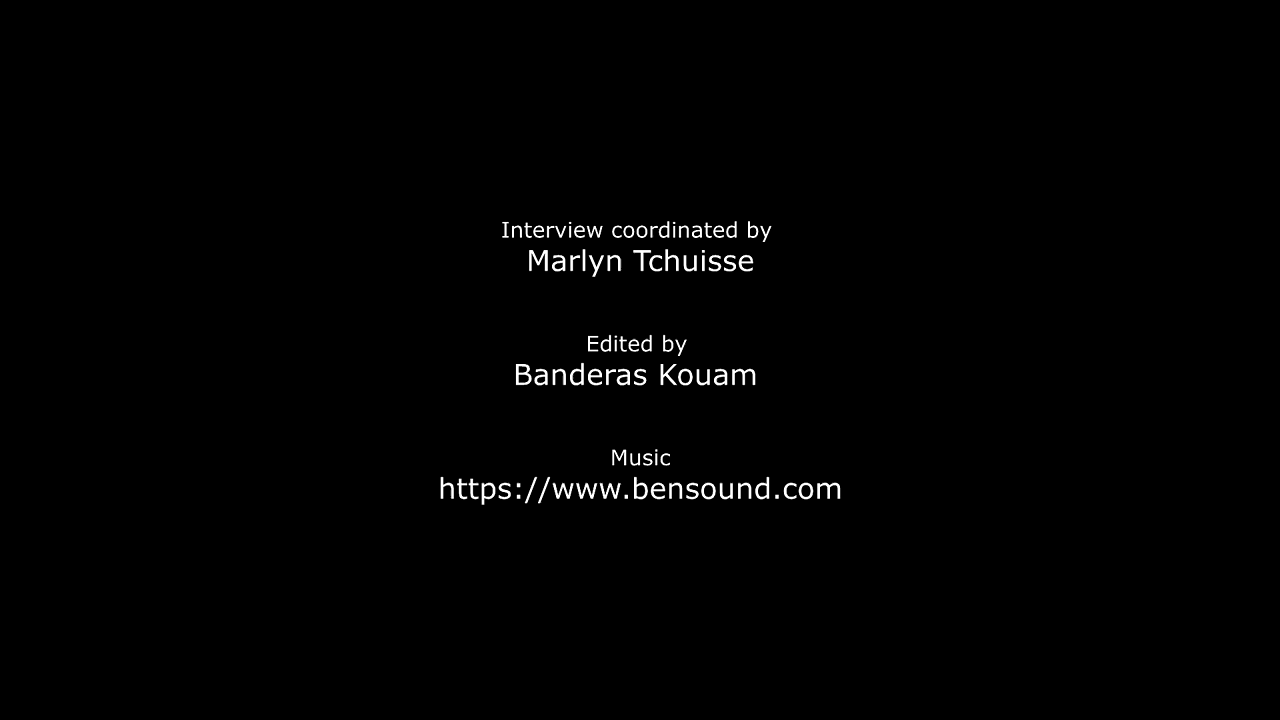 Interview coordinated by
Marlyn Tchuisse
Edited by
Banderas Kouam
Music
https://www.bensound.com